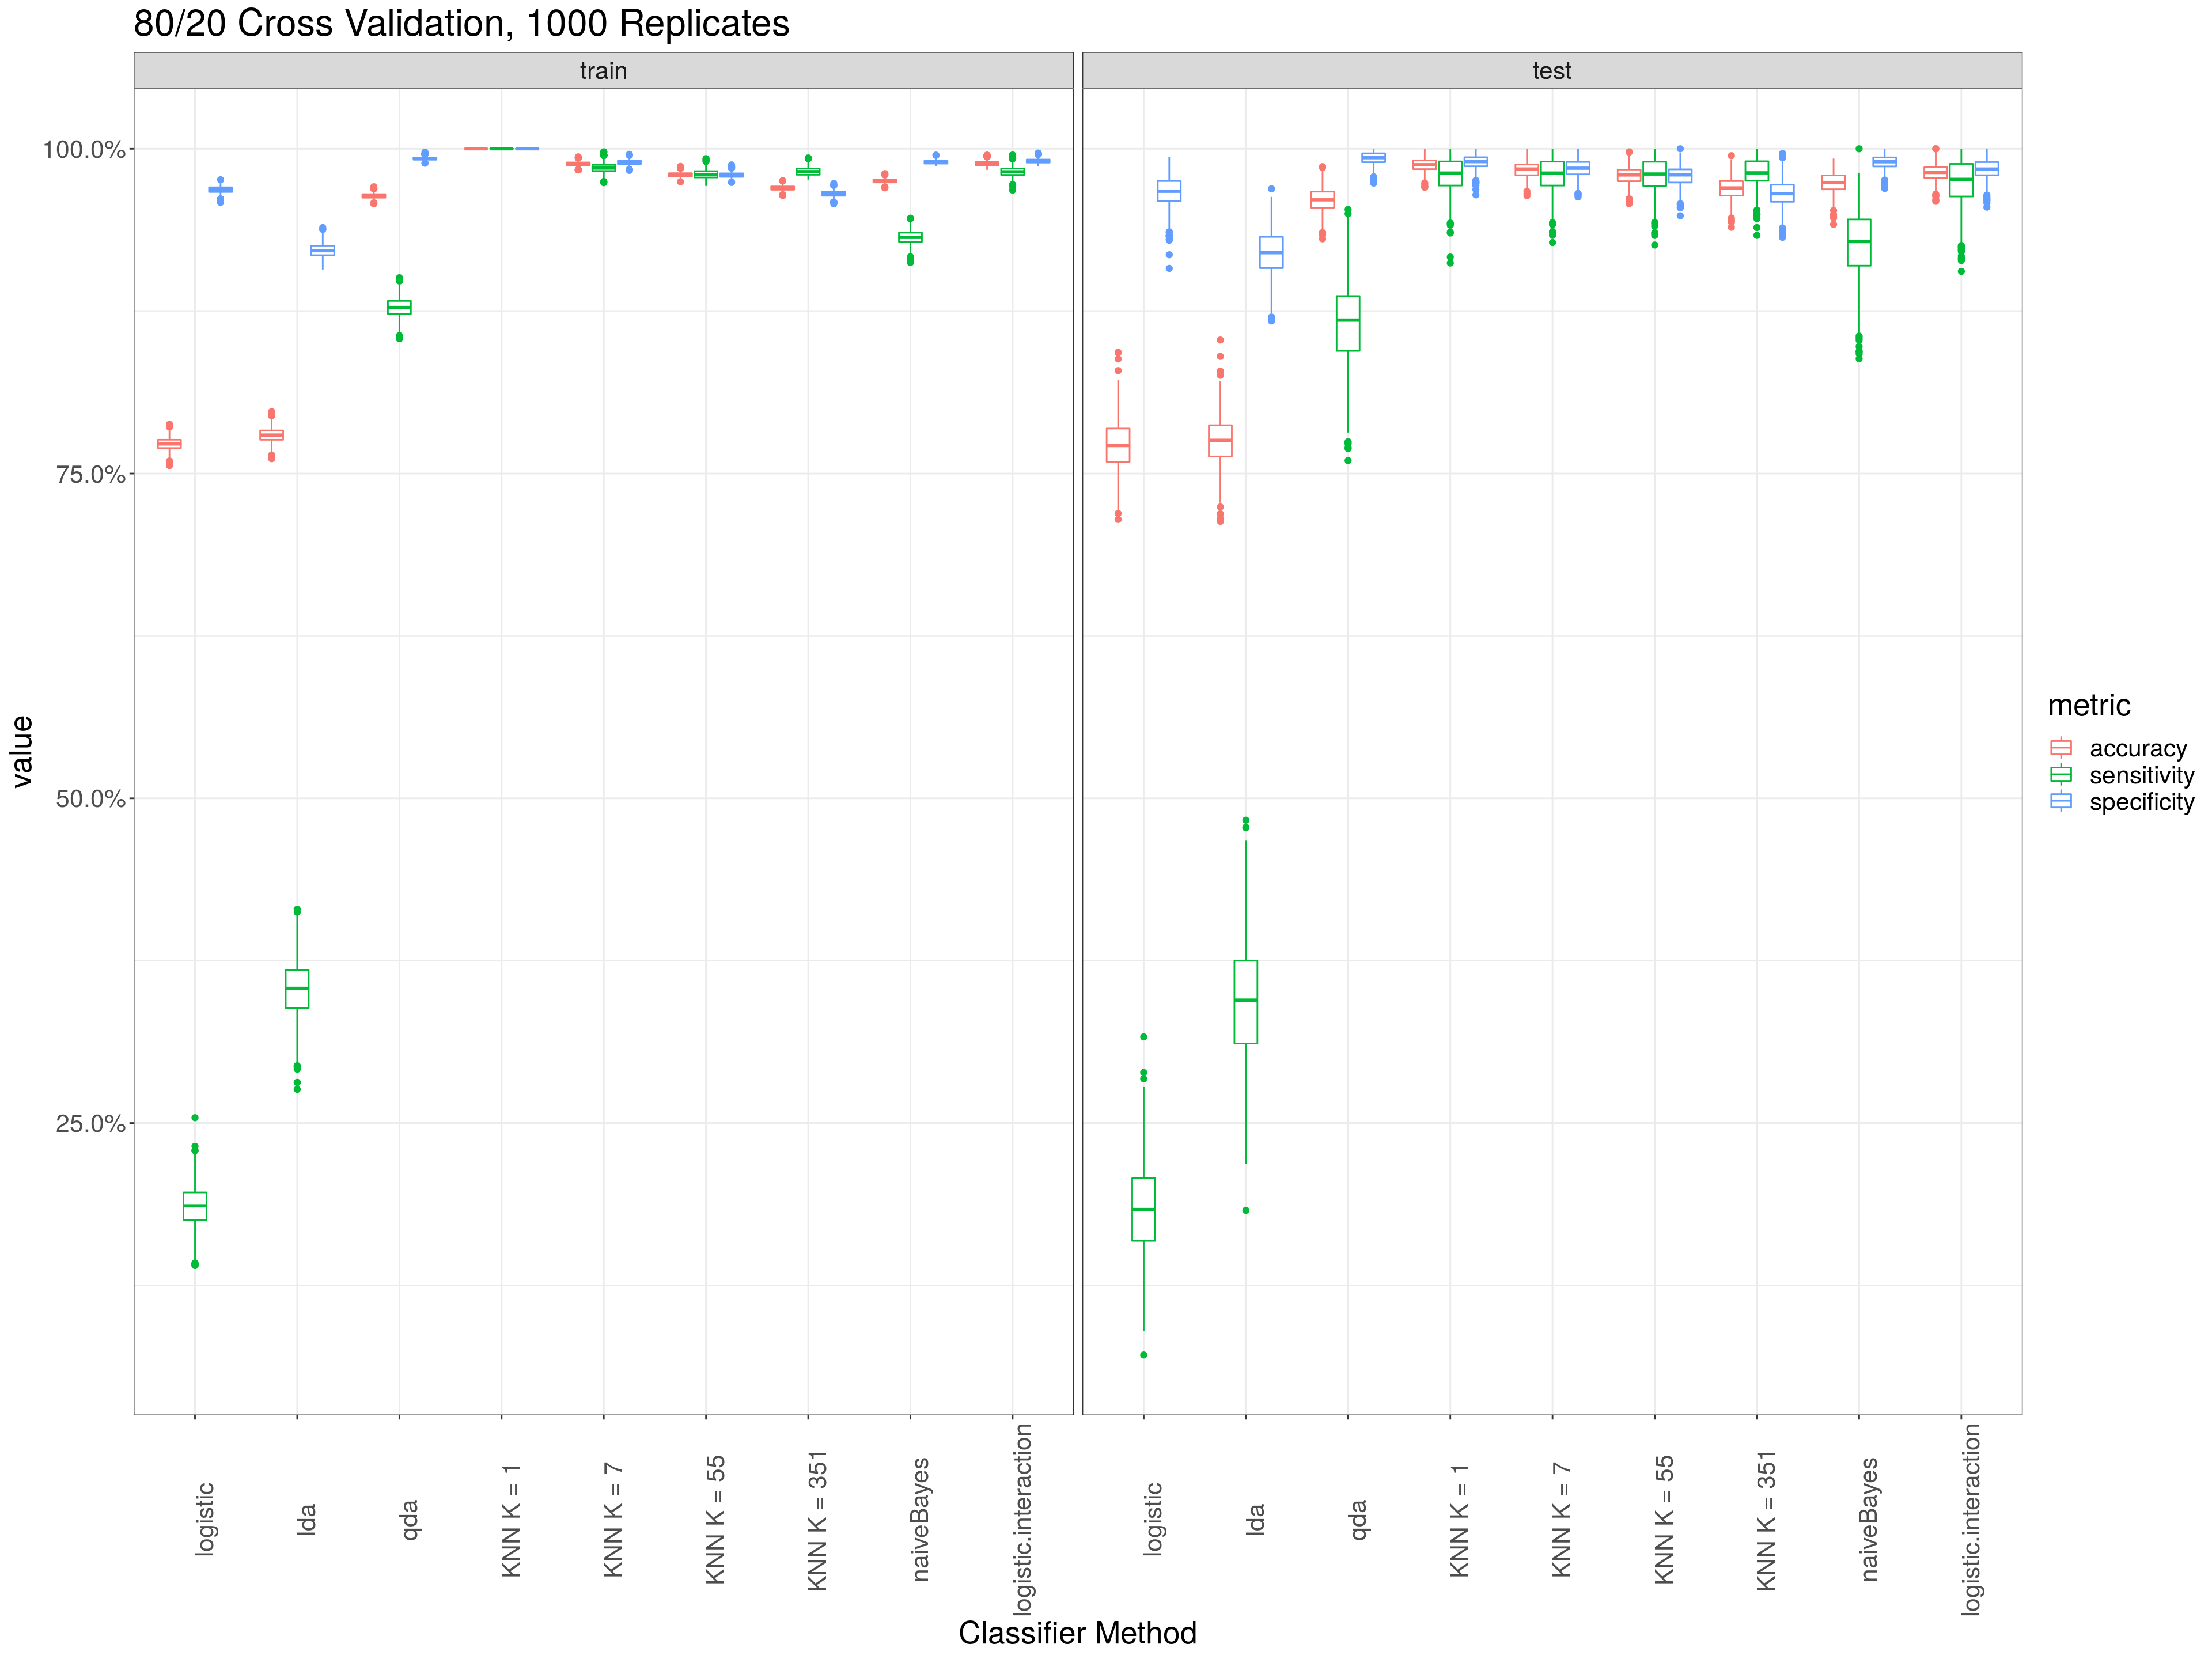 80/20 Cross Validation, 1000 Replicates
train
test
100.0%
75.0%
50.0%
25.0%
value
logistic
lda
qda
KNN K = 1
KNN K = 7
KNN K = 55
KNN K = 351
naiveBayes
logistic.interaction
logistic
lda
qda
KNN K = 1
KNN K = 7
KNN K = 55
KNN K = 351
naiveBayes
logistic.interaction
Classifier Method
metric
accuracy
sensitivity
specificity